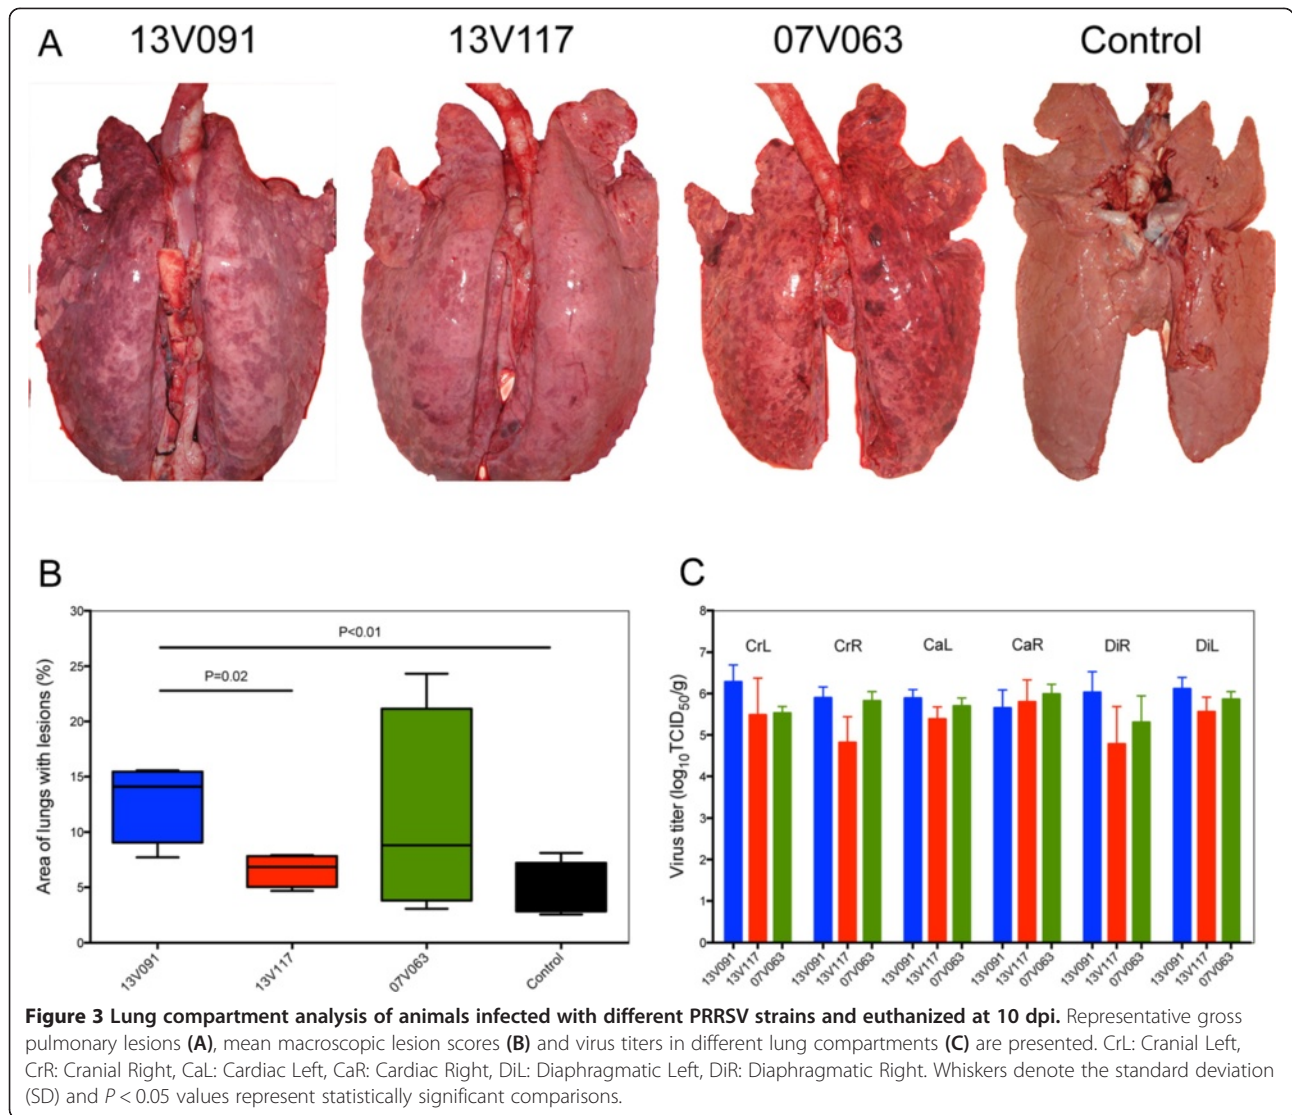 A
13V091
13V117
07V063
Control
B
30
25
20
15
10
5
0
Area of lungs with lesions (%)
P<0.01
P=0.02
13V091
13V117
07V063
Control
C
8
7
6
5
4
3
2
1
0
Virus titer (log10TCID50/g)
CrL
CrR
CaL
CaR
DiR
DiL
13V091
13V117
07V063
13V091
13V117
07V063
13V091
13V117
07V063
13V091
13V117
07V063
13V091
13V117
07V063
13V091
13V117
07V063
Figure 3 Lung compartment analysis of animals infected with different PRRSV strains and euthanized at 10 dpi. Representative gross
pulmonary lesions (A), mean macroscopic lesion scores (B) and virus titers in different lung compartments (C) are presented. CrL: Cranial Left,
CrR: Cranial Right, CaL: Cardiac Left, CaR: Cardiac Right, DiL: Diaphragmatic Left, DiR: Diaphragmatic Right. Whiskers denote the standard deviation
(SD) and P < 0.05 values represent statistically significant comparisons.